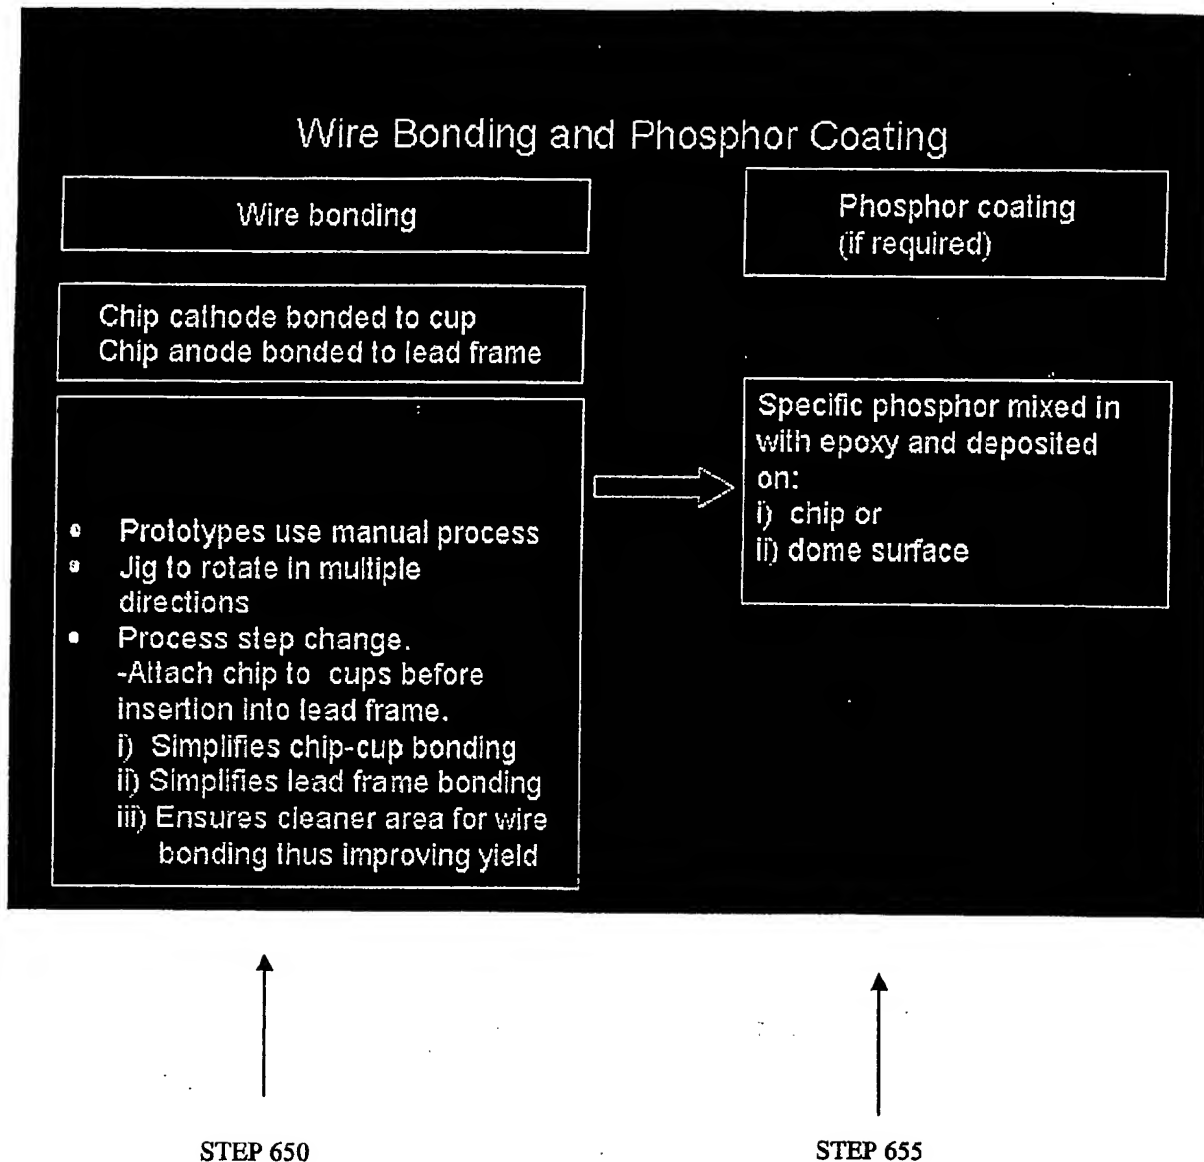 Wire Bonding and Phosphor Coating
Wire bonding
Chip cathode bonded to cup
Chip anode bonded to lead frame
• Prototypes use manual process
• Jig to rotate in multiple
directions
• Process step change.
-Attach chip to cups before
insertion into lead frame.
i) Simplifies chip-cup bonding
ii) Simplifies lead frame bonding
iii) Ensures cleaner area for wire
bonding thus improving yield
Phosphor coating
(if required)
Specific phosphor mixed in
with epoxy and deposited
on:
i) chip or
ii) dome surface
STEP 650
STEP 655